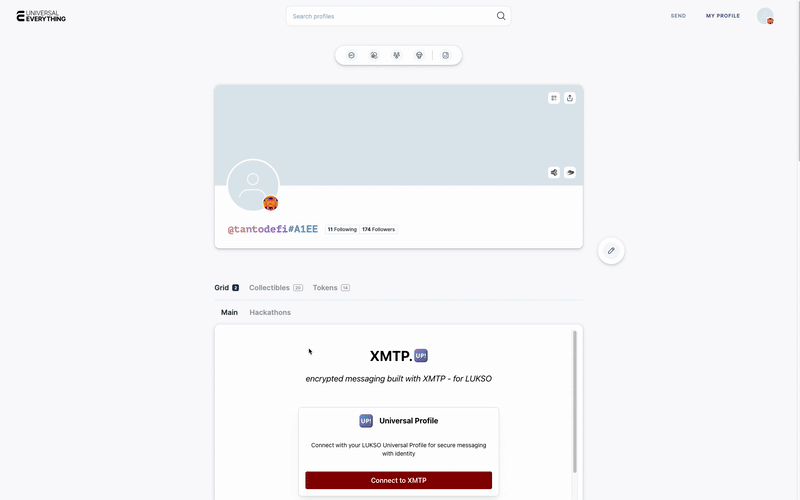 UNIVERSAL
EVERYTHING
Search profiles
SEND
MY PROFILE
@tantodefi#A1EE
11 Following
174 Followers
Grid 2
Collectibles 20
Tokens 14
Main
Hackathons
XMTP.UP!
encrypted messaging built with XMTP - for LUKSO
UP! Universal Profile
Connect with your LUKSO Universal Profile for secure messaging
with identity
Connect to XMTP